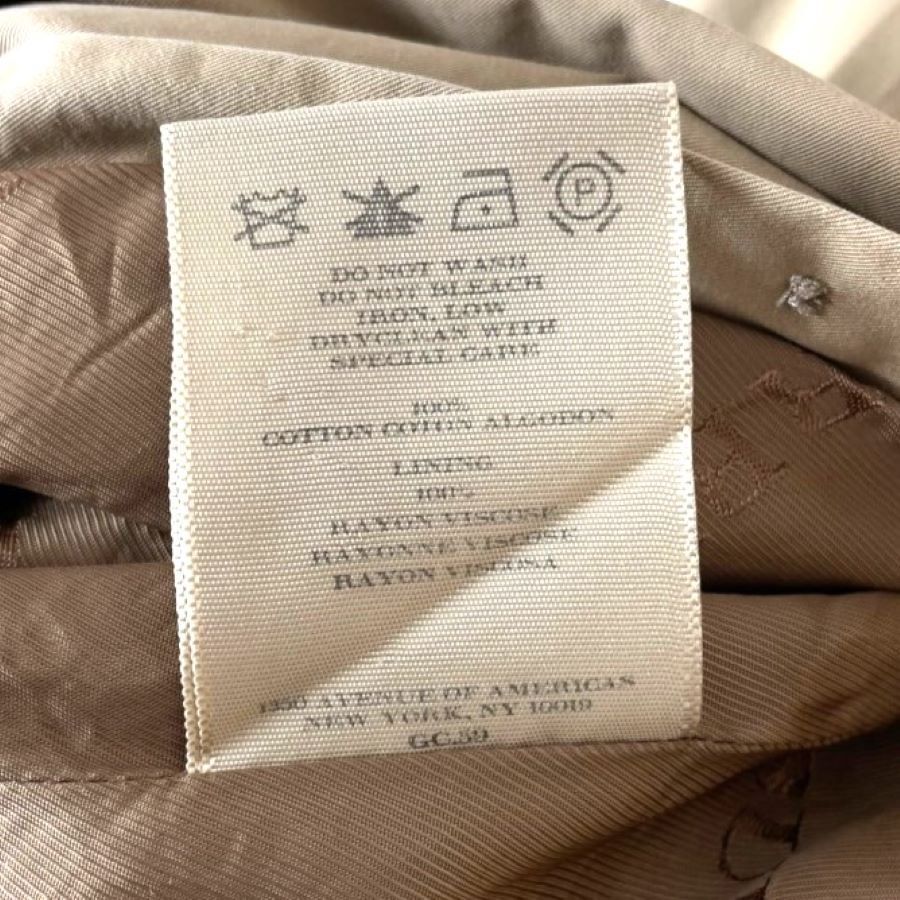 P
DO NOT WASH
DO NOT BLEACH
IRON, LOW
DRYCLEAN WITH
SPECIAL CARE
100%
COTTON COTON ALGODON
LINING
100%
RAYON VISCOSE
RAYONNE VISCOSE
RAYON VISCOSA
1350 AVENUE OF AMERICAS
NEW YORK, NY 10019
GC.59